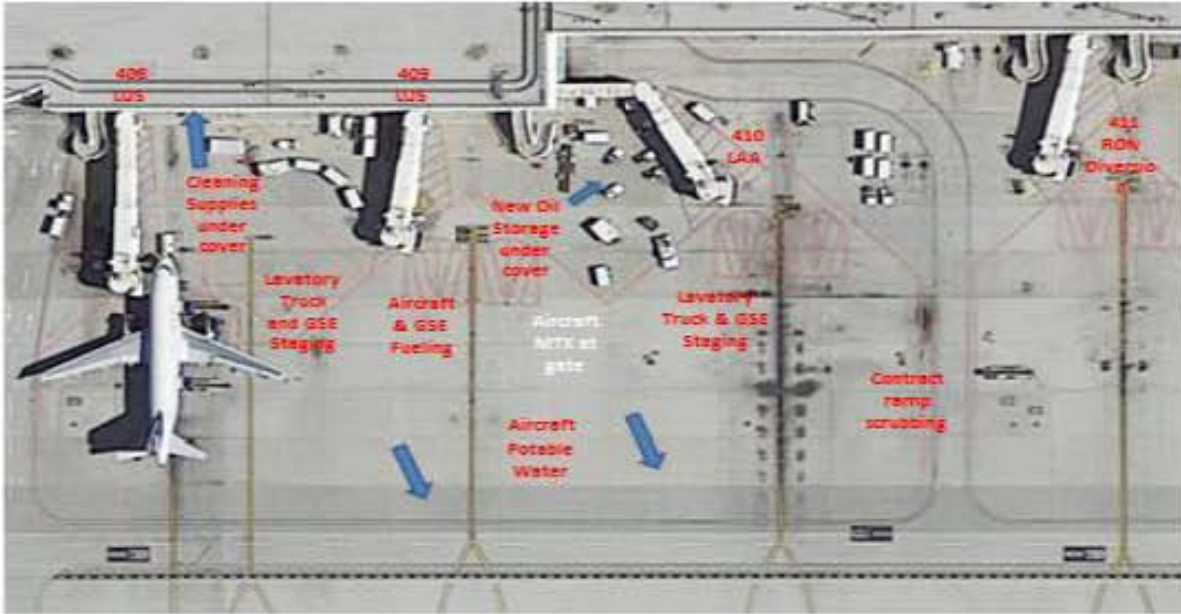 408
LUS
409
LUS
410
LAA
411
RON
Diversio
n
Cleaning
Supplies
under
cover
New Oil
Storage
under
cover
Lavatory
Truck
and GSE
Staging
Aircraft
& GSE
Fueling
Aircraft
MTX at
gate
Lavatory
Truck & GSE
Staging
Contract
ramp
scrubbing
Aircraft
Potable
Water